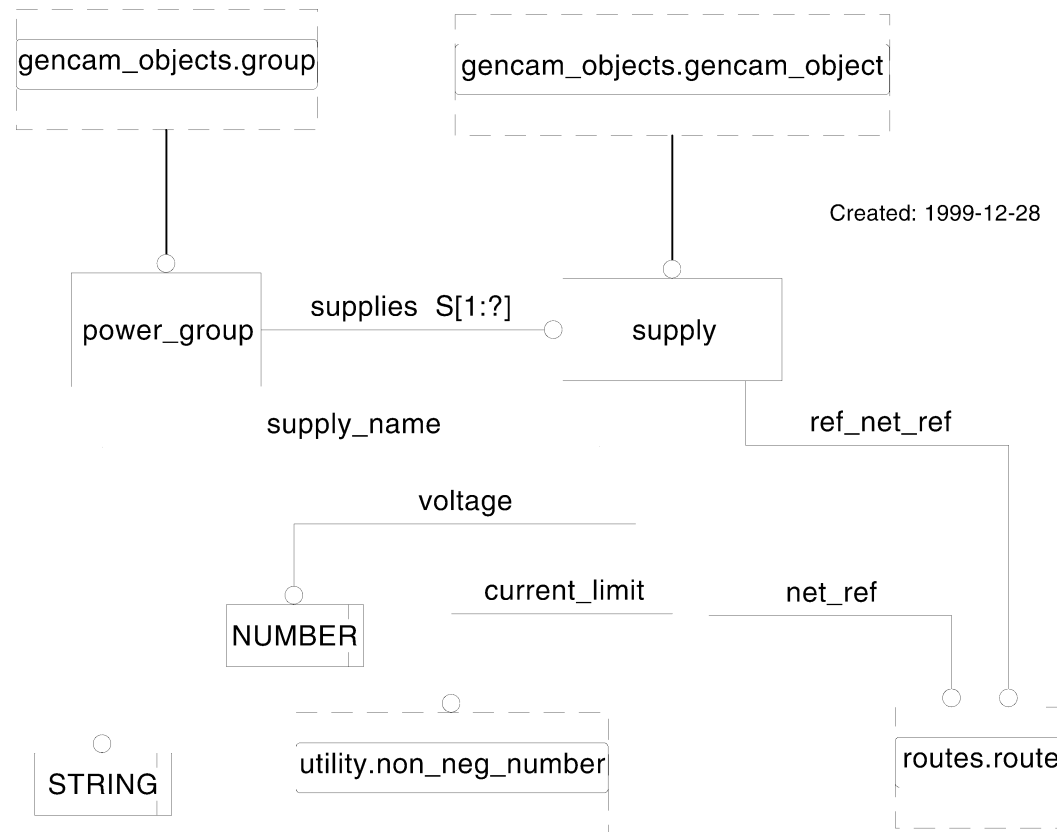 gencam_objects.group
gencam_objects.gencam_object
Created: 1999-12-28
supplies S[1:?]
power_group
supply
supply_name
ref_net_ref
voltage
current_limit
net_ref
NUMBER
utility.non_neg_number
routes.route
STRING